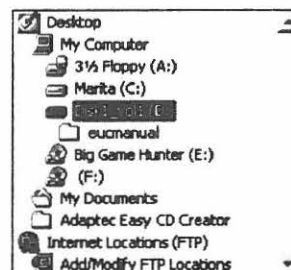 Desktop
My Computer
3½ Floppy (A:)
Marita (C:)
eucmanual
Big Game Hunter (E:)
(F:)
My Documents
Adaptec Easy CD Creator
Internet Locations (FTP)
Add/Modify FTP Locations